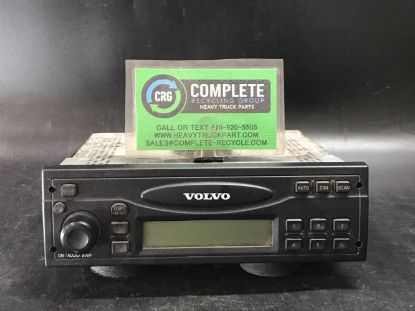 CRG
COMPLETE
RECYCLING GROUP
HEAVY TRUCK PARTS
CALL OR TEXT 410-920-5505
WWW.HEAVYTRUCKPART.COM
SALES@COMPLETE-RECYCLE.COM
VOLVO
AUTO
SCAN